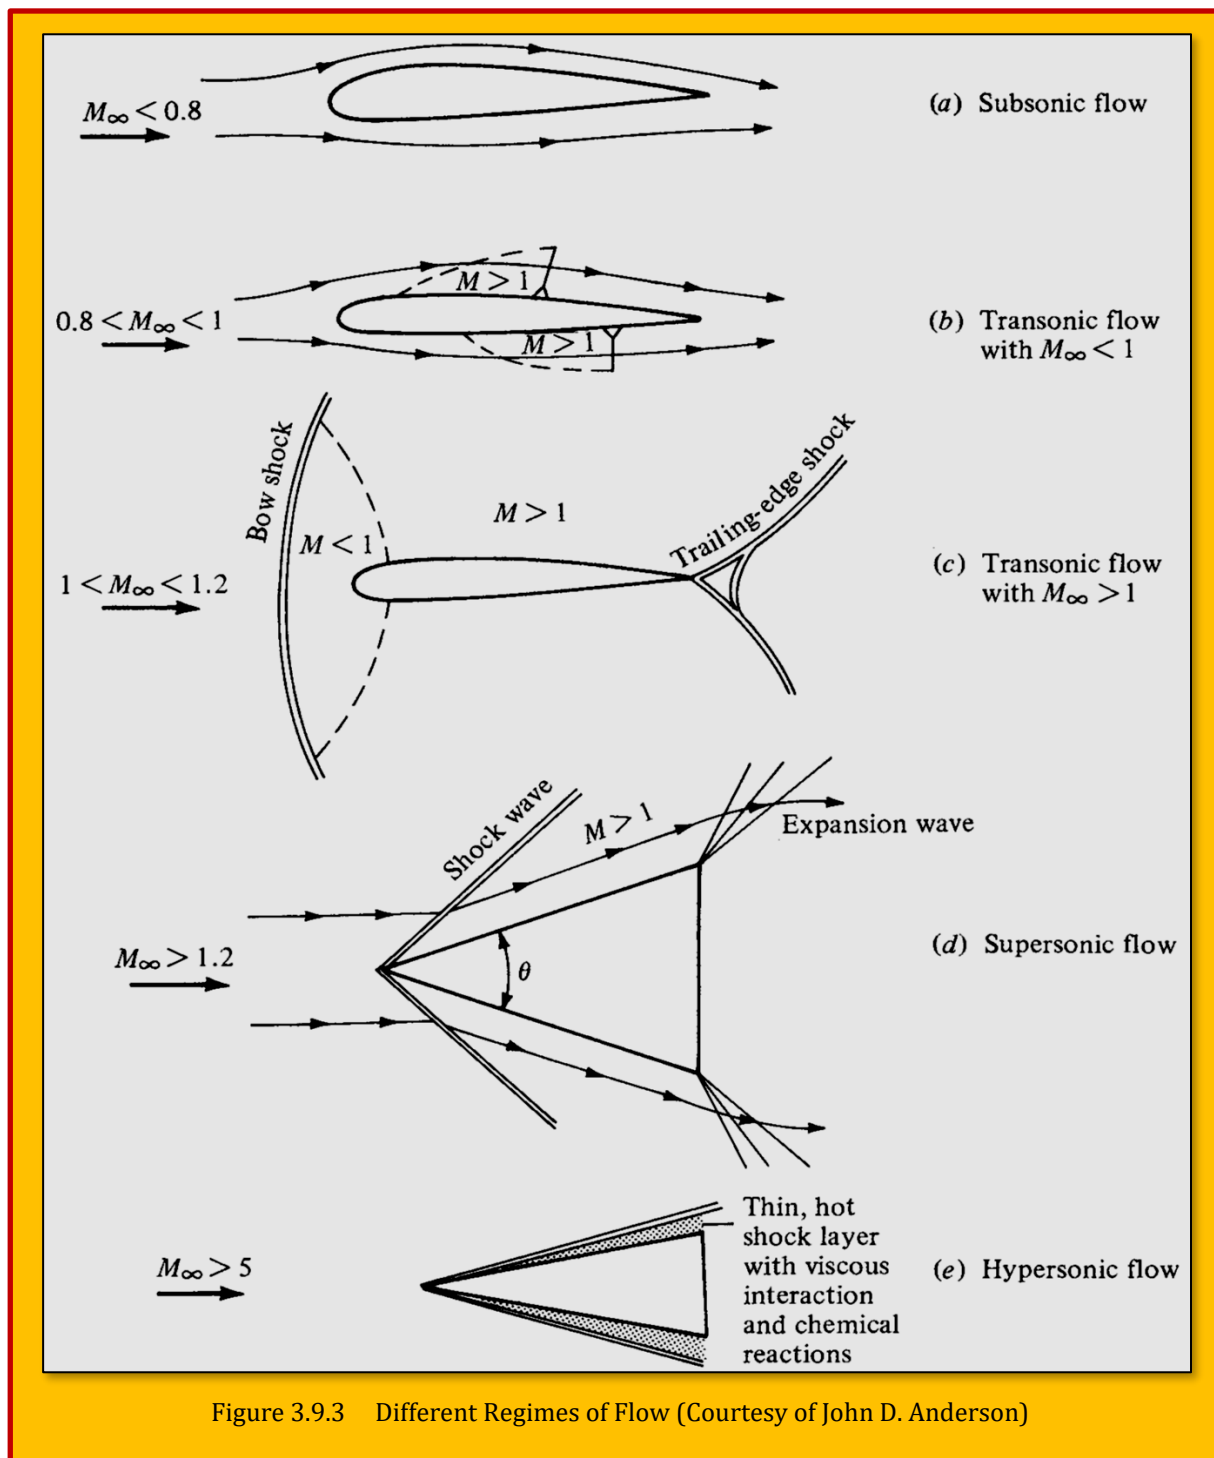 M∞ < 0.8
(a) Subsonic flow
M > 1
0.8 < M∞ < 1
M > 1
(b) Transonic flow
with M∞ < 1
Bow shock
M < 1
M > 1
Trailing-edge shock
1 < M∞ < 1.2
(c) Transonic flow
with M∞ > 1
Shock wave
M > 1
Expansion wave
M∞ > 1.2
θ
(d) Supersonic flow
M∞ > 5
Thin, hot
shock layer
with viscous
interaction
and chemical
reactions
(e) Hypersonic flow
Figure 3.9.3 Different Regimes of Flow (Courtesy of John D. Anderson)